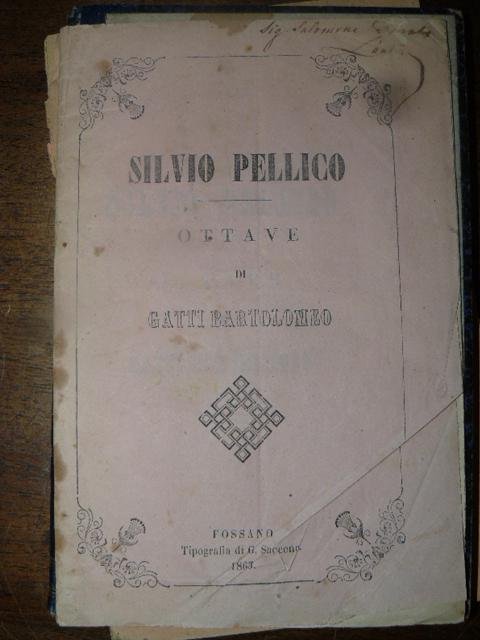 Sig Salomone
SILVIO PELLICO
OTTAVE
DI
GATTI BARTOLOMEO
FOSSANO
Tipografia di G. Saccone
1863.